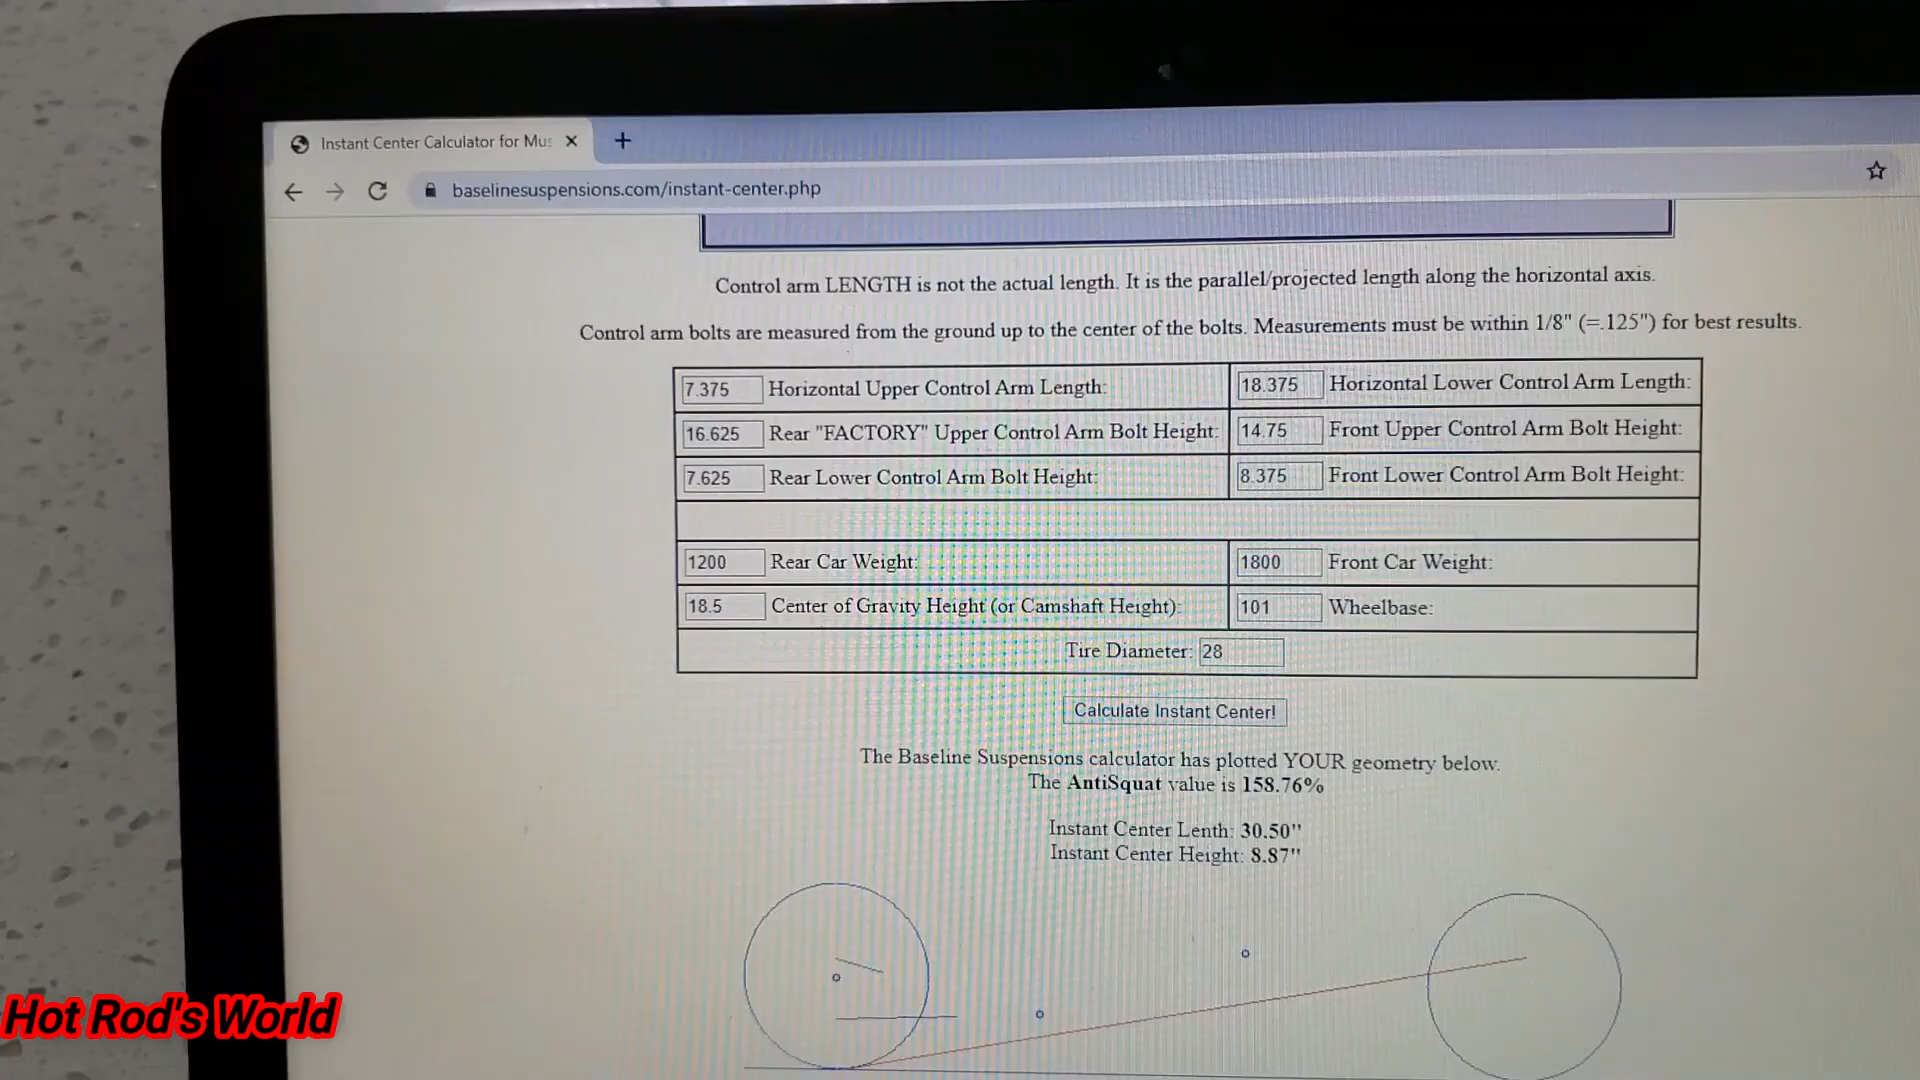 Instant Center Calculator for Mus
baselinesuspensions.com/instant-center.php
Control arm LENGTH is not the actual length. It is the parallel/projected length along the horizontal axis.
Control arm bolts are measured from the ground up to the center of the bolts. Measurements must be within 1/8" (=.125") for best results.
7.375 Horizontal Upper Control Arm Length: 18.375 Horizontal Lower Control Arm Length:
16.625 Rear "FACTORY" Upper Control Arm Bolt Height: 14.75 Front Upper Control Arm Bolt Height:
7.625 Rear Lower Control Arm Bolt Height: 8.375 Front Lower Control Arm Bolt Height:
1200 Rear Car Weight: 1800 Front Car Weight:
18.5 Center of Gravity Height (or Camshaft Height): 101 Wheelbase:
Tire Diameter: 28
Calculate Instant Center!
The Baseline Suspensions calculator has plotted YOUR geometry below.
The AntiSquat value is 158.76%
Instant Center Lenth: 30.50"
Instant Center Height: 8.87"
Hot Rod's World